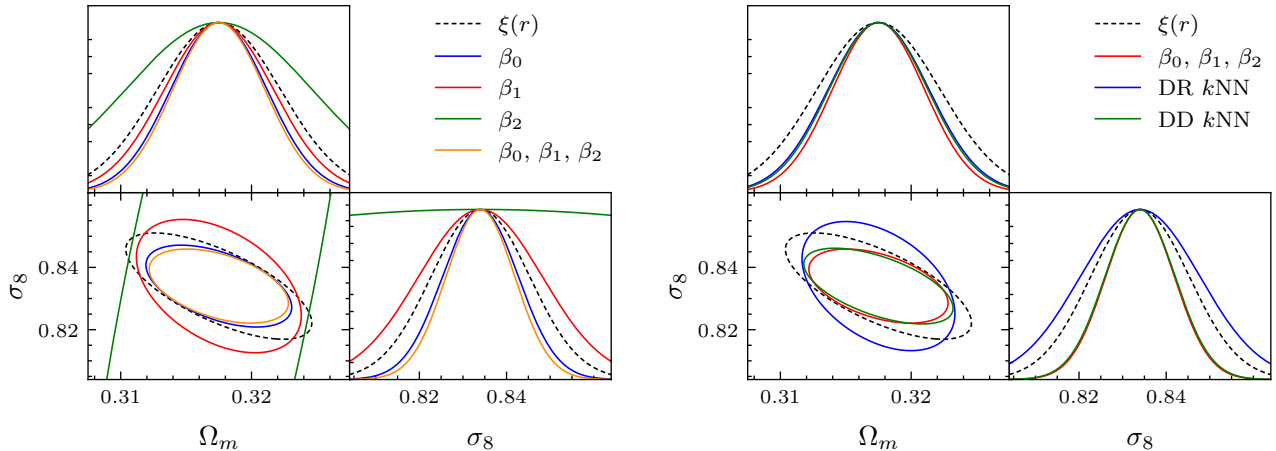 ξ(r)
β₀
β₁
β₂
β₀, β₁, β₂
σ₈
0.84
0.82
0.31
0.32
Ωₘ
0.82
0.84
σ₈
ξ(r)
β₀, β₁, β₂
DR kNN
DD kNN
σ₈
0.84
0.82
0.31
0.32
Ωₘ
0.82
0.84
σ₈